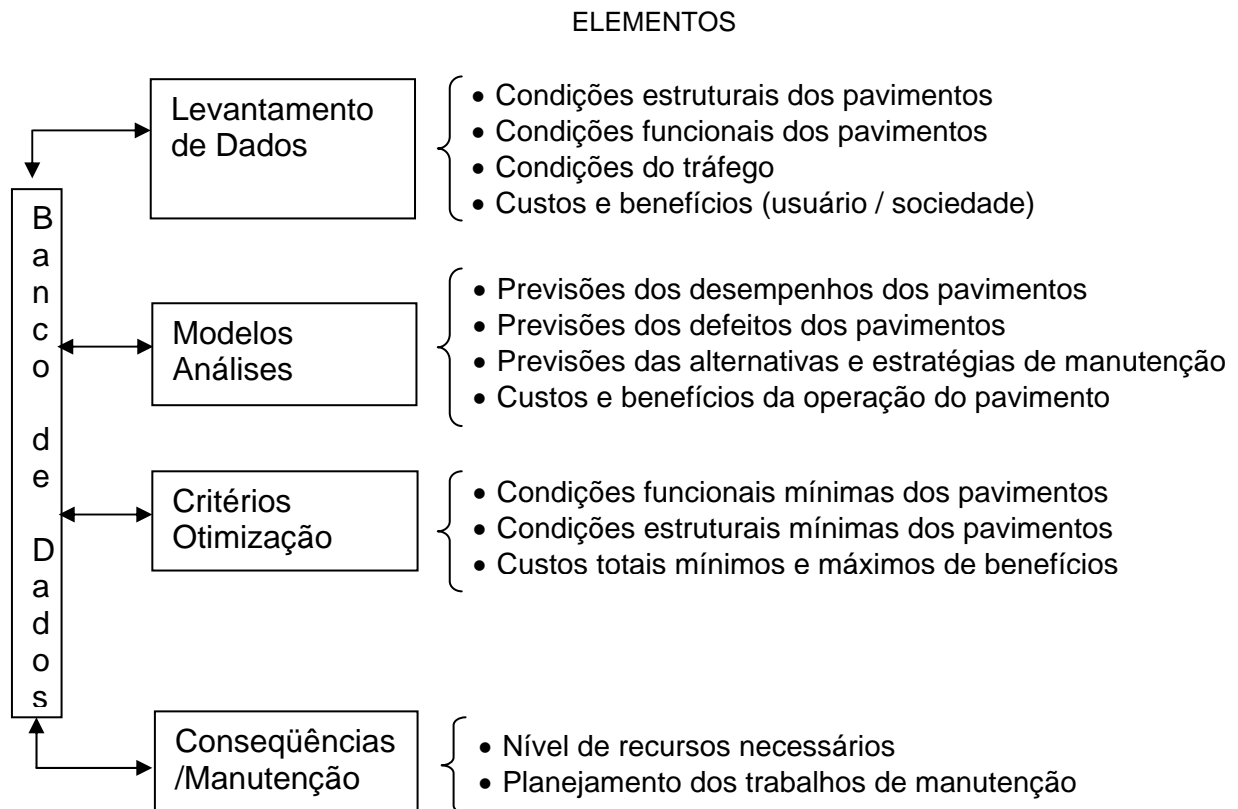 ELEMENTOS
Banco de Dados
Levantamento
de Dados
• Condições estruturais dos pavimentos
• Condições funcionais dos pavimentos
• Condições do tráfego
• Custos e benefícios (usuário / sociedade)
Modelos
Análises
• Previsões dos desempenhos dos pavimentos
• Previsões dos defeitos dos pavimentos
• Previsões das alternativas e estratégias de manutenção
• Custos e benefícios da operação do pavimento
Critérios
Otimização
• Condições funcionais mínimas dos pavimentos
• Condições estruturais mínimas dos pavimentos
• Custos totais mínimos e máximos de benefícios
Conseqüências
/Manutenção
• Nível de recursos necessários
• Planejamento dos trabalhos de manutenção